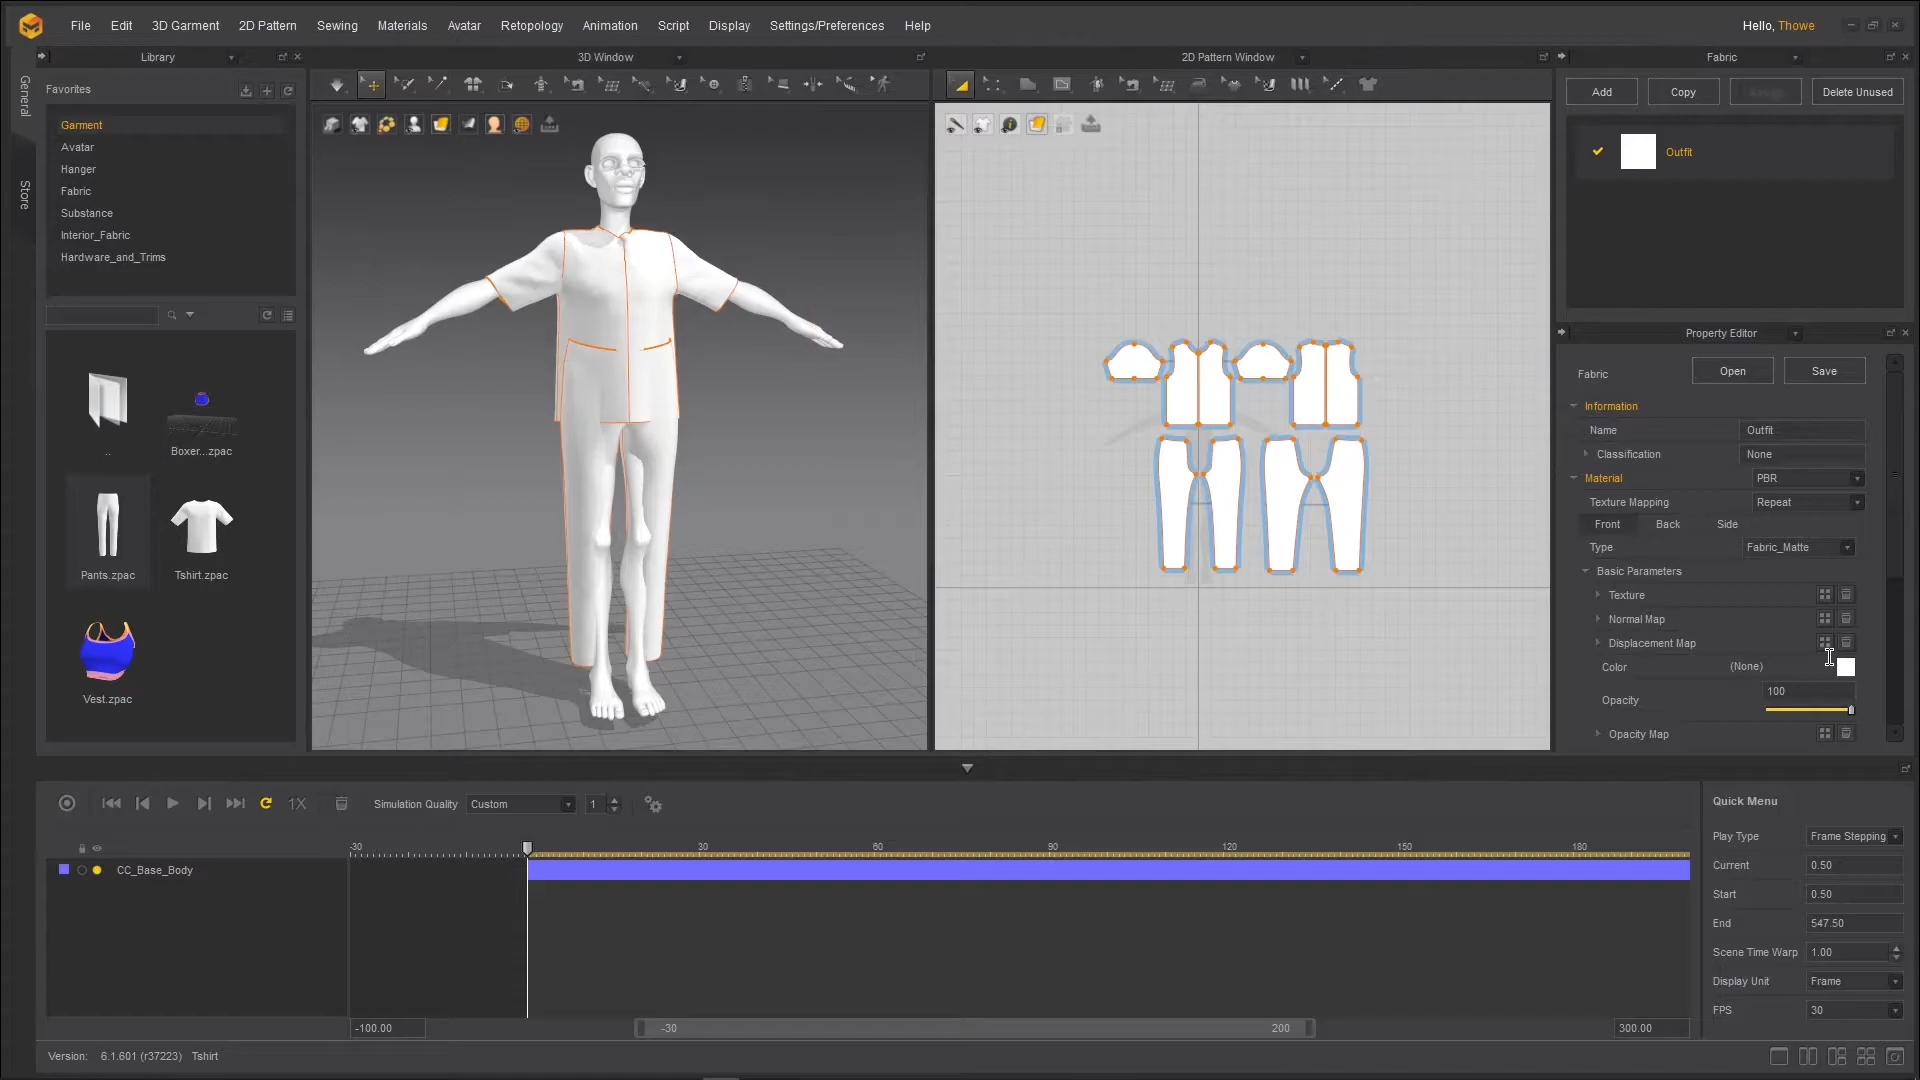 File Edit 3D Garment 2D Pattern Sewing Materials Avatar Retopology Animation Script Display Settings/Preferences Help
Hello, Thowe
Library
3D Window
2D Pattern Window
Fabric
General
Store
Favorites
Garment
Avatar
Hanger
Fabric
Substance
Interior_Fabric
Hardware_and_Trims
..
Boxer...zpac
Pants.zpac
Tshirt.zpac
Vest.zpac
Add Copy Delete Unused
Outfit
Property Editor
Fabric Open Save
Information
Name Outfit
Classification None
Material PBR
Texture Mapping Repeat
Front Back Side
Type Fabric_Matte
Basic Parameters
Texture
Normal Map
Displacement Map
Color (None)
Opacity 100
Opacity Map
1X Simulation Quality Custom 1
-30 30 60 90 120 150 180
CC_Base_Body
-100.00 -30 200 300.00
Quick Menu
Play Type Frame Stepping
Current 0.50
Start 0.50
End 547.50
Scene Time Warp 1.00
Display Unit Frame
FPS 30
Version: 6.1.601 (r37223) Tshirt